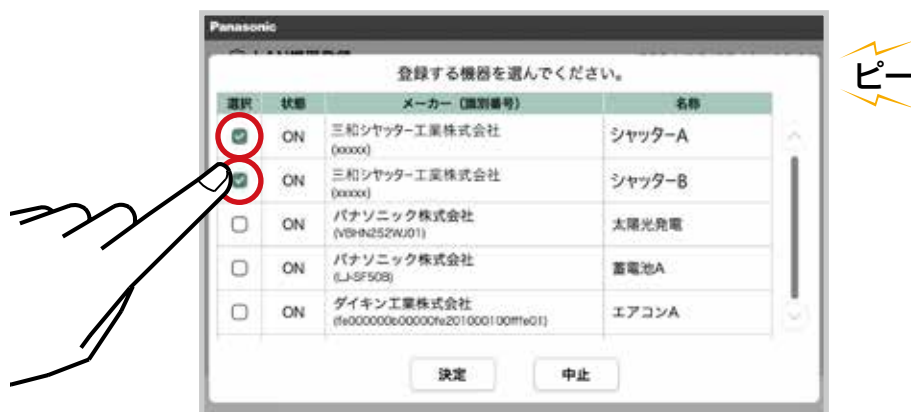 Panasonic
登録する機器を選んでください。
ピー
選択 状態 メーカー（識別番号） 名称
ON 三和シヤッター工業株式会社 シャッターA
(xxxxx)
ON 三和シヤッター工業株式会社 シャッターB
(xxxxx)
ON パナソニック株式会社 太陽光発電
(VBHN252WJ01)
ON パナソニック株式会社 蓄電池A
(LJ-SF50B)
ON ダイキン工業株式会社 エアコンA
決定 中止